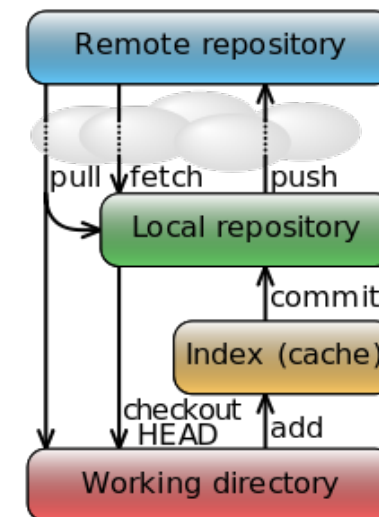 Remote repository
pull fetch push
Local repository
commit
Index (cache)
checkout
HEAD add
Working directory